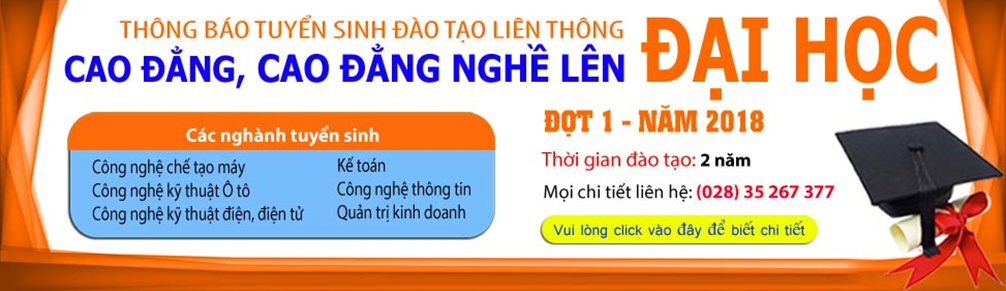 THÔNG BÁO TUYỂN SINH ĐÀO TẠO LIÊN THÔNG
CAO ĐẲNG, CAO ĐẲNG NGHỀ LÊN ĐẠI HỌC
ĐỢT 1 - NĂM 2018
Các nghành tuyển sinh
Công nghệ chế tạo máy
Công nghệ kỹ thuật Ô tô
Công nghệ kỹ thuật điện, điện tử
Kế toán
Công nghệ thông tin
Quản trị kinh doanh
Thời gian đào tạo: 2 năm
Mọi chi tiết liên hệ: (028) 35 267 377
Vui lòng click vào đây để biết chi tiết